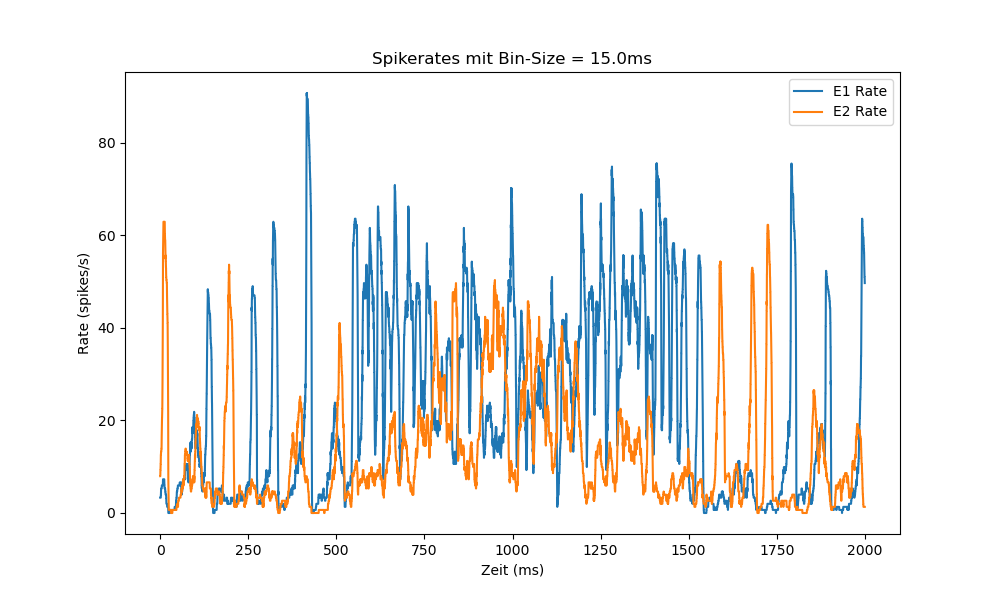 Spikerates mit Bin-Size = 15.0ms
E1 Rate
E2 Rate
80
60
40
20
0
Rate (spikes/s)
0 250 500 750 1000 1250 1500 1750 2000
Zeit (ms)